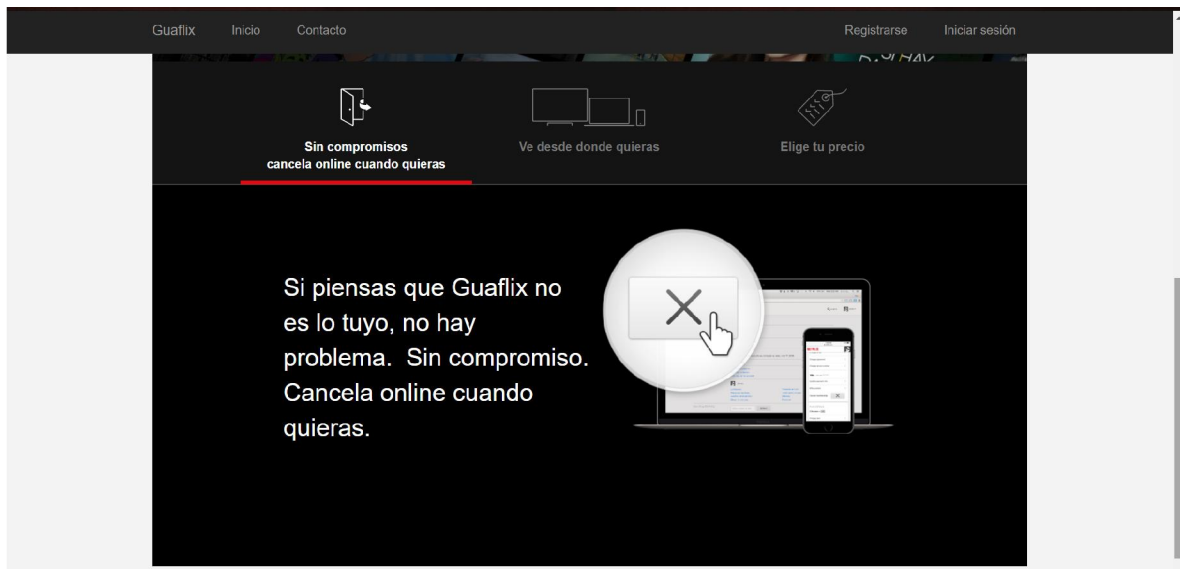 Guaflix Inicio Contacto Registrarse Iniciar sesión
Sin compromisos
cancela online cuando quieras
Ve desde donde quieras
Elige tu precio
Si piensas que Guaflix no
es lo tuyo, no hay
problema. Sin compromiso.
Cancela online cuando
quieras.